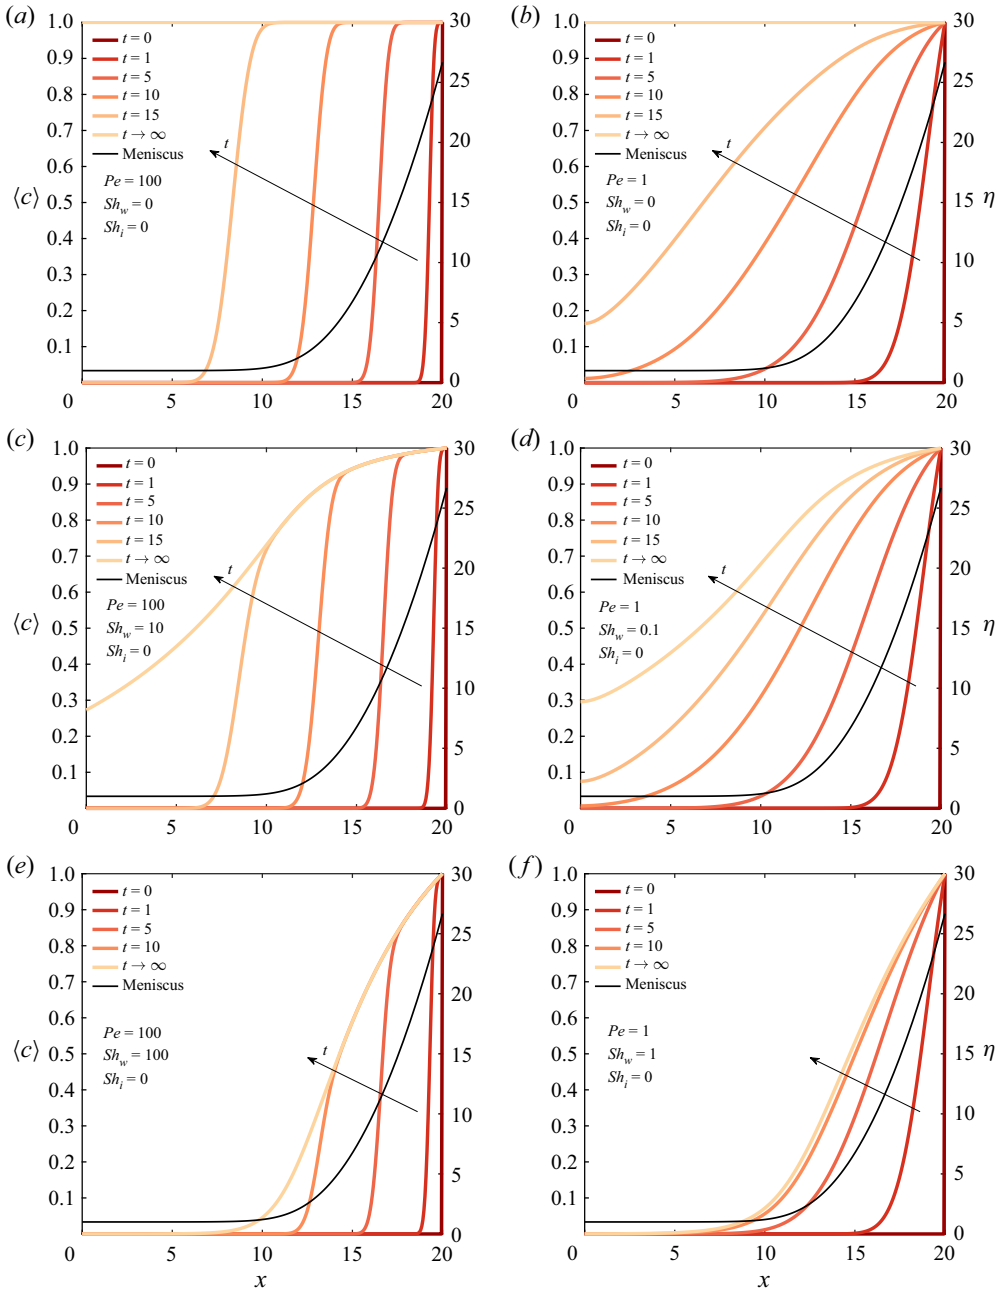 (a)
1.0
0.9
0.8
0.7
0.6
⟨c⟩ 0.5
0.4
0.3
0.2
0.1
t = 0
t = 1
t = 5
t = 10
t = 15
t → ∞
Meniscus
Pe = 100
Sh_w = 0
Sh_i = 0
t
30
25
20
15
10
5
0
0 5 10 15 20
(b)
1.0
0.9
0.8
0.7
0.6
0.5
0.4
0.3
0.2
0.1
t = 0
t = 1
t = 5
t = 10
t = 15
t → ∞
Meniscus
Pe = 1
Sh_w = 0
Sh_i = 0
t
30
25
20
15 η
10
5
0
0 5 10 15 20
(c)
1.0
0.9
0.8
0.7
0.6
⟨c⟩ 0.5
0.4
0.3
0.2
0.1
t = 0
t = 1
t = 5
t = 10
t = 15
t → ∞
Meniscus
Pe = 100
Sh_w = 10
Sh_i = 0
t
30
25
20
15
10
5
0
0 5 10 15 20
(d)
1.0
0.9
0.8
0.7
0.6
0.5
0.4
0.3
0.2
0.1
t = 0
t = 1
t = 5
t = 10
t = 15
t → ∞
Meniscus
Pe = 1
Sh_w = 0.1
Sh_i = 0
t
30
25
20
15 η
10
5
0
0 5 10 15 20
(e)
1.0
0.9
0.8
0.7
0.6
⟨c⟩ 0.5
0.4
0.3
0.2
0.1
t = 0
t = 1
t = 5
t = 10
t → ∞
Meniscus
Pe = 100
Sh_w = 100
Sh_i = 0
t
30
25
20
15
10
5
0
0 5 10 15 20
x
(f)
1.0
0.9
0.8
0.7
0.6
0.5
0.4
0.3
0.2
0.1
t = 0
t = 1
t = 5
t = 10
t → ∞
Meniscus
Pe = 1
Sh_w = 1
Sh_i = 0
30
25
20
15 η
10
5
0
0 5 10 15 20
x